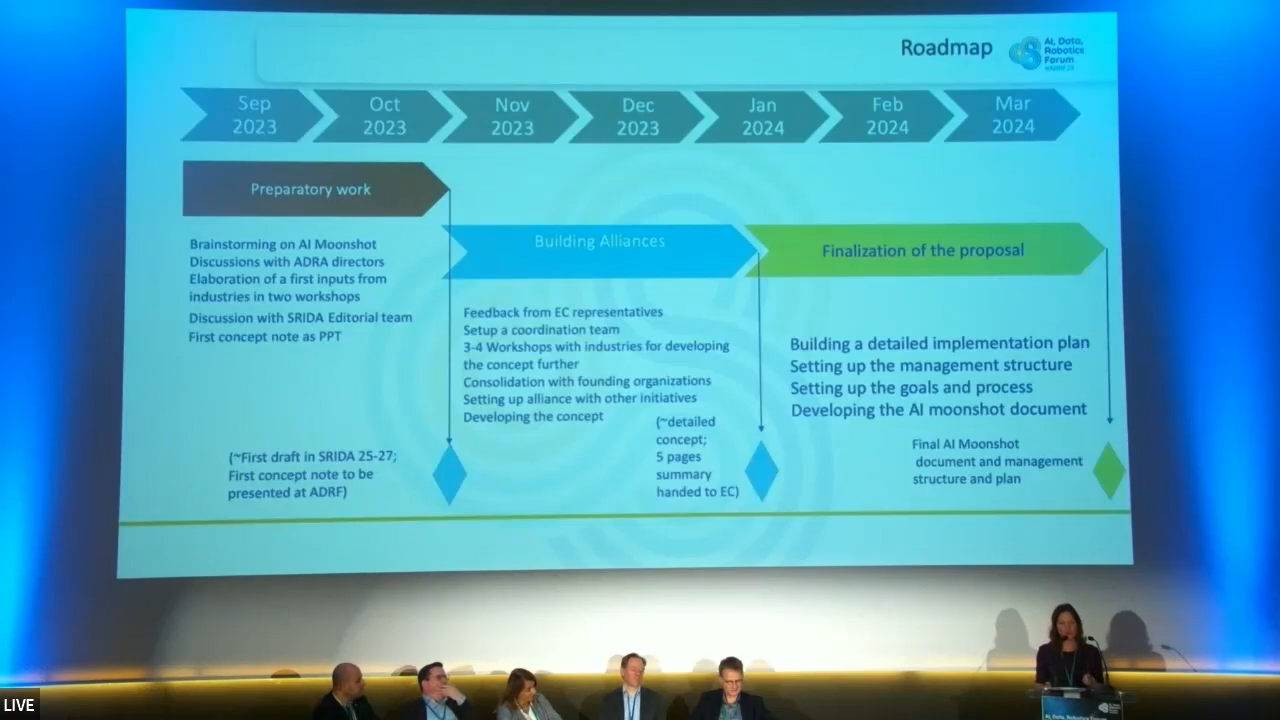 Roadmap
AI, Data,
Robotics
Forum
Sep
2023
Oct
2023
Nov
2023
Dec
2023
Jan
2024
Feb
2024
Mar
2024
Preparatory work
Brainstorming on AI Moonshot
Discussions with ADRA directors
Elaboration of a first inputs from
industries in two workshops
Discussion with SRIDA Editorial team
First concept note as PPT
(~First draft in SRIDA 25-27;
First concept note to be
presented at ADRF)
Building Alliances
Feedback from EC representatives
Setup a coordination team
3-4 Workshops with industries for developing
the concept further
Consolidation with founding organizations
Setting up alliance with other initiatives
Developing the concept
(~detailed
concept;
5 pages
summary
handed to EC)
Finalization of the proposal
Building a detailed implementation plan
Setting up the management structure
Setting up the goals and process
Developing the AI moonshot document
Final AI Moonshot
document and management
structure and plan
LIVE